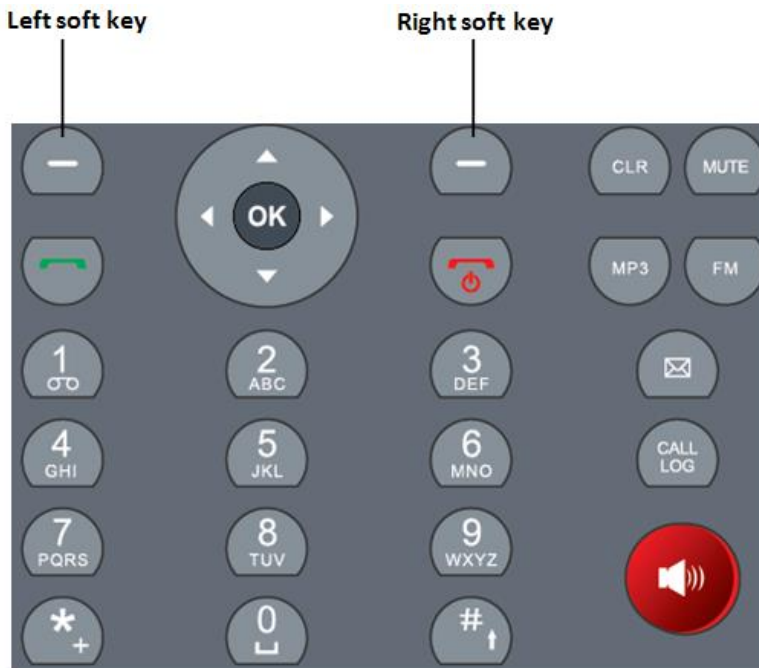 Left soft key
Right soft key
CLR
MUTE
OK
MP3
FM
1
2
ABC
3
DEF
4
GHI
5
JKL
6
MNO
CALL
LOG
7
PQRS
8
TUV
9
WXYZ
*
+
0
#